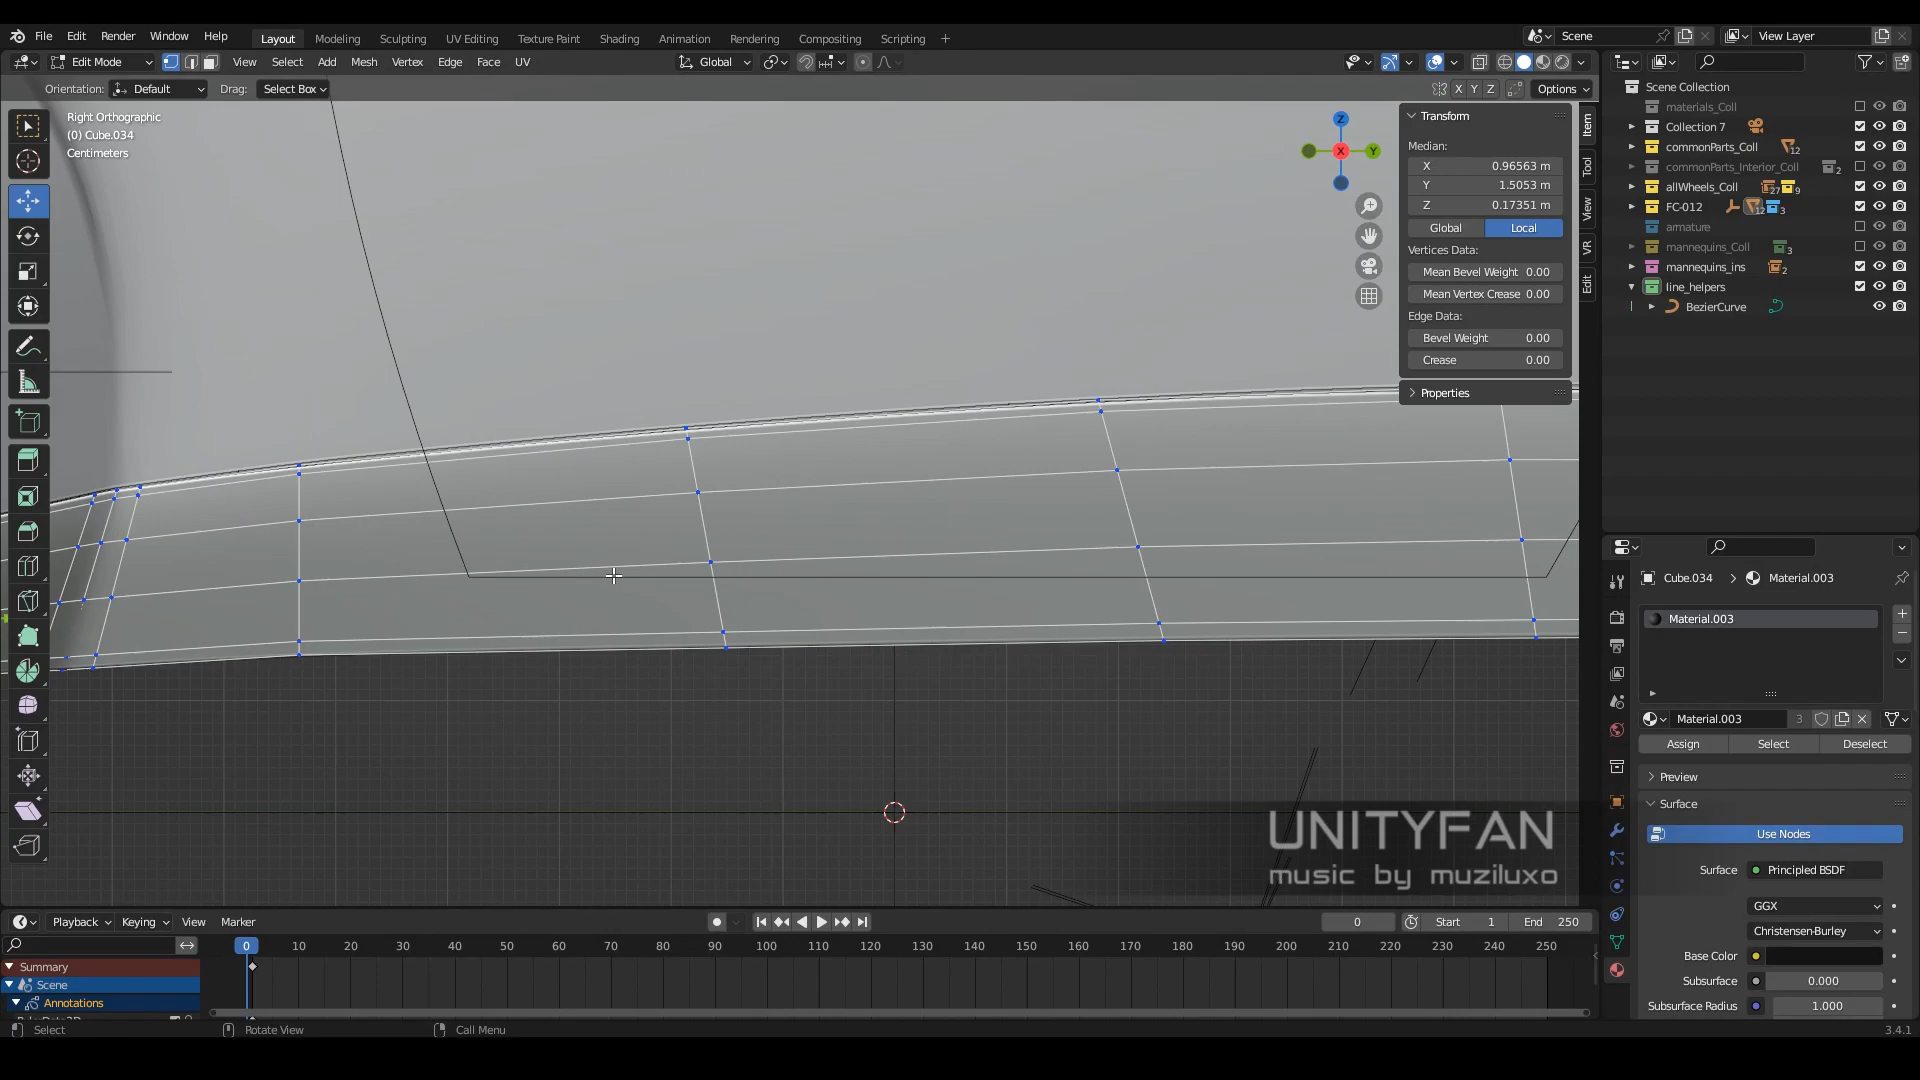 File Edit Render Window Help Layout Modeling Sculpting UV Editing Texture Paint Shading Animation Rendering Compositing Scripting + Scene View Layer
Edit Mode View Select Add Mesh Vertex Edge Face UV Global
Orientation: Default Drag: Select Box X Y Z Options
Right Orthographic
(0) Cube.034
Centimeters
Z
Y
X
Transform
Median:
X 0.96563 m
Y 1.5053 m
Z 0.17351 m
Global Local
Vertices Data:
Mean Bevel Weight 0.00
Mean Vertex Crease 0.00
Edge Data:
Bevel Weight 0.00
Crease 0.00
Properties
Item
Tool
View
VR
Edit
Scene Collection
materials_Coll
Collection 7
commonParts_Coll 12
commonParts_Interior_Coll 2
allWheels_Coll 27 9
FC-012 12 3
armature
mannequins_Coll 3
mannequins_ins 2
line_helpers
BezierCurve
Cube.034 Material.003
Material.003
Material.003 3
Assign Select Deselect
Preview
Surface
Use Nodes
Surface Principled BSDF
GGX
Christensen-Burley
Base Color
Subsurface 0.000
Subsurface Radius 1.000
UNITYFAN
music by muziluxo
Playback Keying View Marker 0 Start 1 End 250
0 10 20 30 40 50 60 70 80 90 100 110 120 130 140 150 160 170 180 190 200 210 220 230 240 250
Summary
Scene
Annotations
Select Rotate View Call Menu 3.4.1